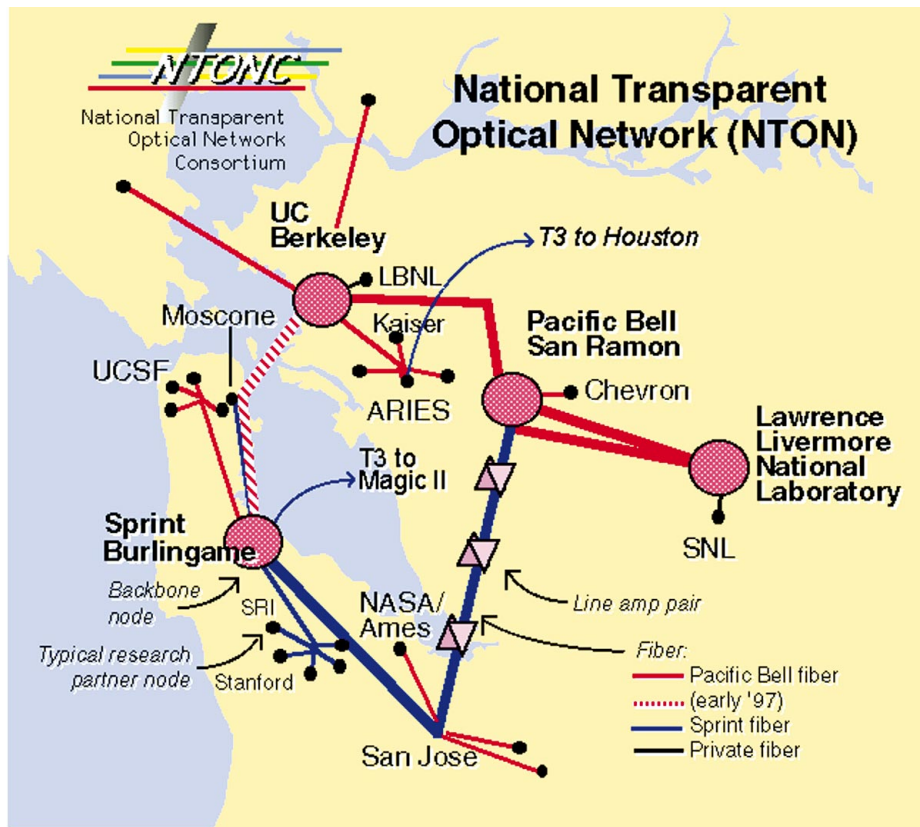 NTONC
National Transparent
Optical Network
Consortium
National Transparent
Optical Network (NTON)
UC
Berkeley
T3 to Houston
LBNL
Moscone
Kaiser
Pacific Bell
San Ramon
UCSF
Chevron
ARIES
Lawrence
Livermore
National
Laboratory
T3 to
Magic II
Sprint
Burlingame
SNL
Backbone
node
SRI
NASA/
Ames
Line amp pair
Typical research
partner node
Stanford
Fiber:
Pacific Bell fiber
(early '97)
Sprint fiber
Private fiber
San Jose